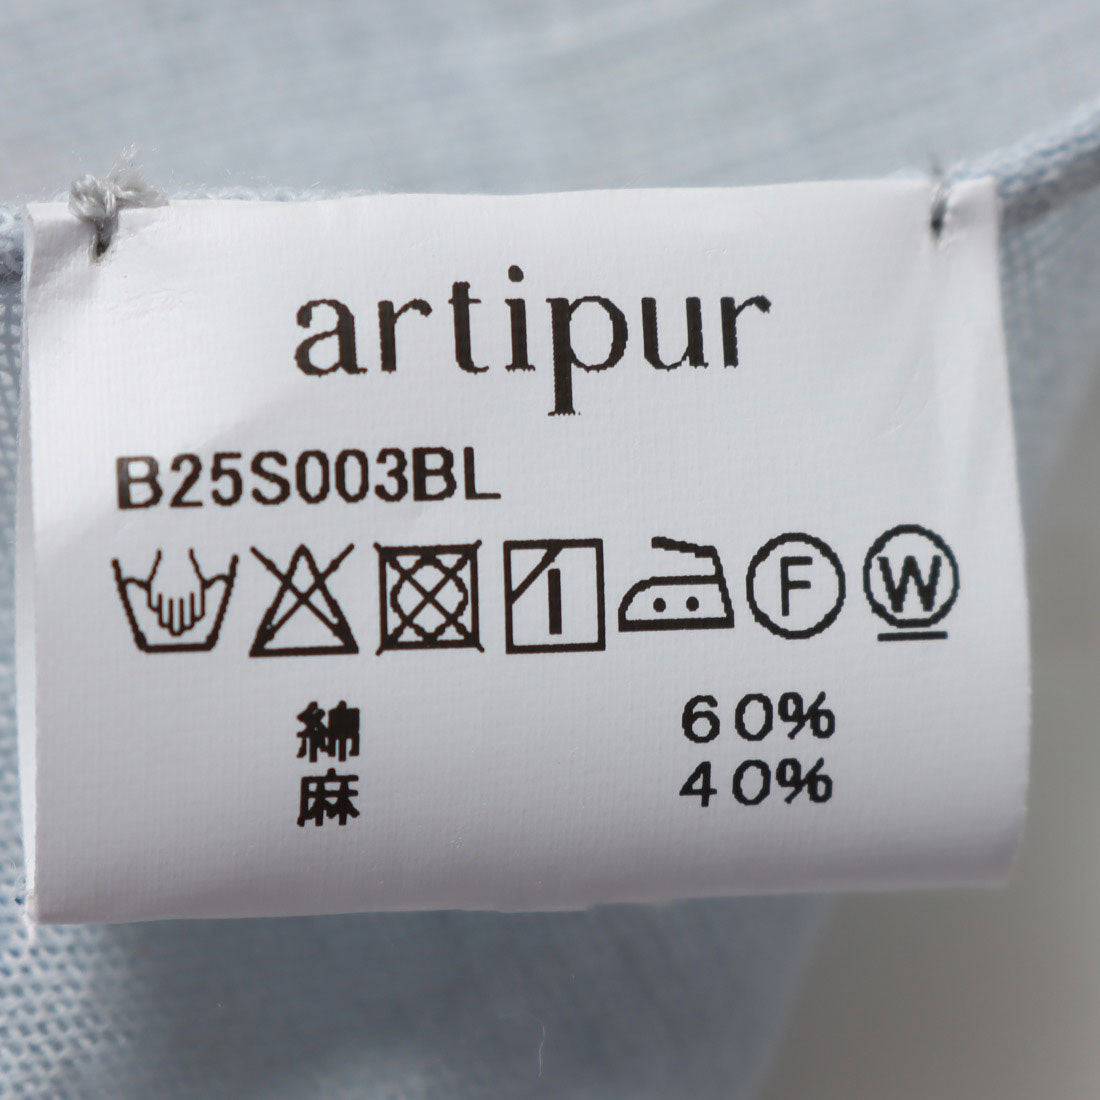 artipur
B25S003BL
F W
綿 60%
麻 40%